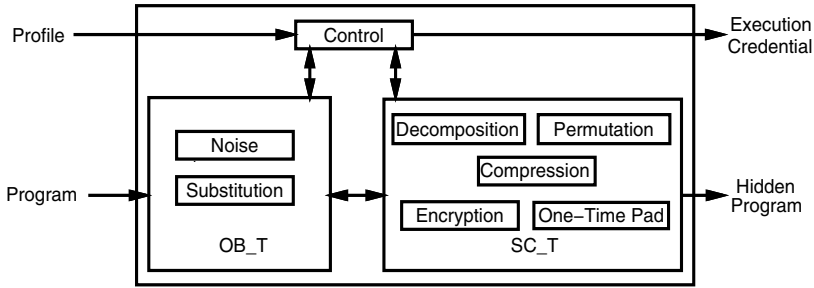 Profile
Control
Execution
Credential
Decomposition
Permutation
Noise
Compression
Program
Substitution
Hidden
Program
Encryption
One-Time Pad
OB_T
SC_T